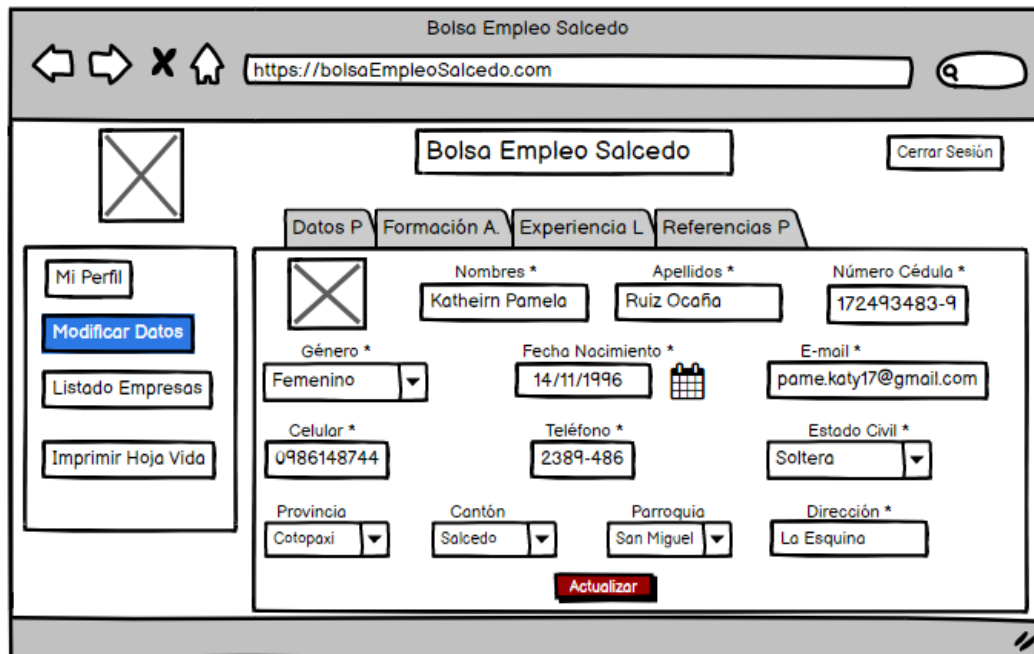 Bolsa Empleo Salcedo
https://bolsaEmpleoSalcedo.com
Bolsa Empleo Salcedo
Cerrar Sesión
Datos P Formación A. Experiencia L Referencias P
Mi Perfil
Modificar Datos
Listado Empresas
Imprimir Hoja Vida
Nombres * Apellidos * Número Cédula *
Katheirn Pamela Ruiz Ocaña 172493483-9
Género * Fecha Nacimiento * E-mail *
Femenino 14/11/1996 pame.katy17@gmail.com
Celular * Teléfono * Estado Civil *
0986148744 2389-486 Soltera
Provincia Cantón Parroquia Dirección *
Cotopaxi Salcedo San Miguel La Esquina
Actualizar